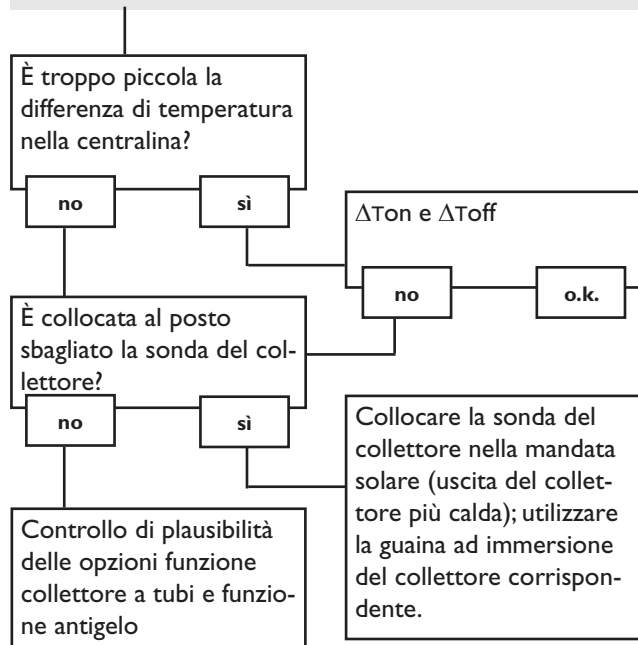 È troppo piccola la
differenza di temperatura
nella centralina?
no
sì
ΔTon e ΔToff
no
o.k.
È collocata al posto
sbagliato la sonda del col-
lettore?
no
sì
Collocare la sonda del
collettore nella mandata
solare (uscita del collet-
tore più calda); utilizzare
la guaina ad immersione
del collettore corrispon-
dente.
Controllo di plausibilità
delle opzioni funzione
collettore a tubi e funzio-
ne antigelo